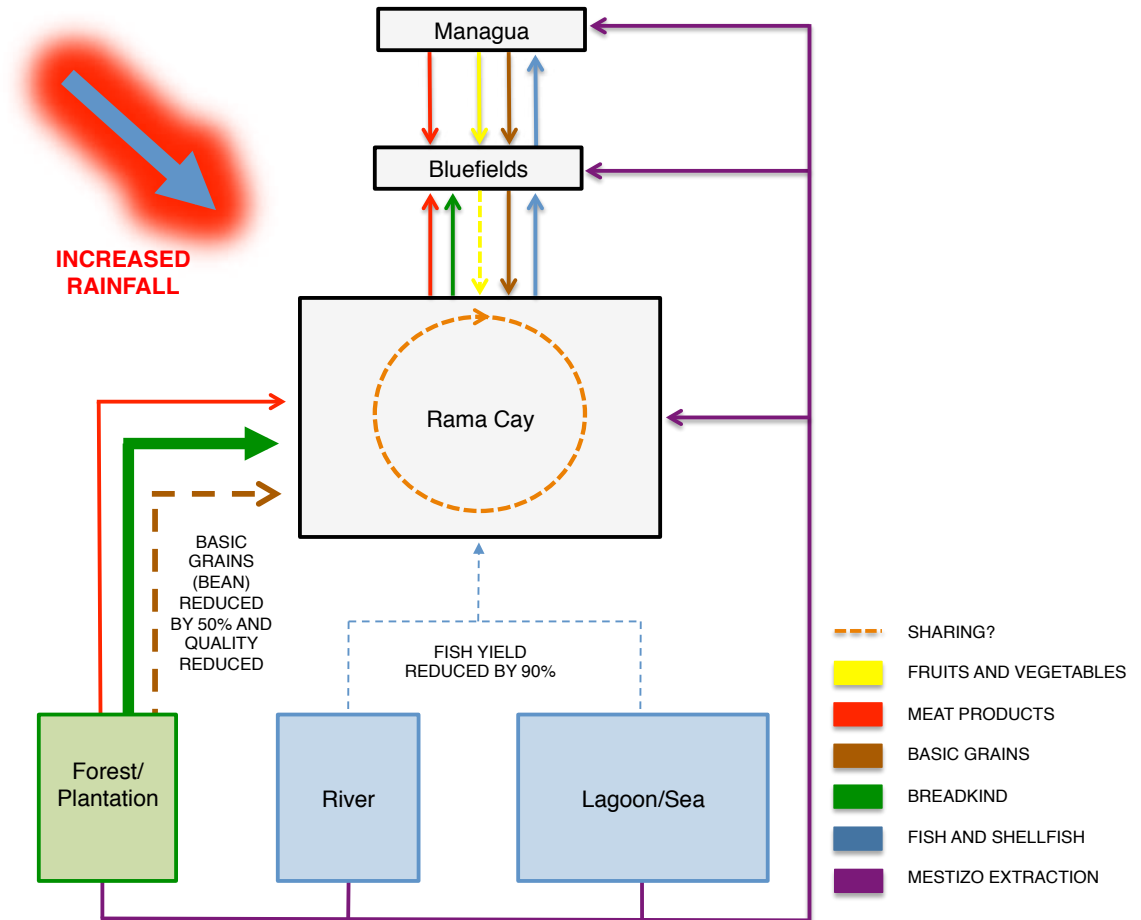 Managua
Bluefields
INCREASED
RAINFALL
Rama Cay
BASIC
GRAINS
(BEAN)
REDUCED
BY 50% AND
QUALITY
REDUCED
FISH YIELD
REDUCED BY 90%
Forest/
Plantation
River
Lagoon/Sea
SHARING?
FRUITS AND VEGETABLES
MEAT PRODUCTS
BASIC GRAINS
BREADKIND
FISH AND SHELLFISH
MESTIZO EXTRACTION